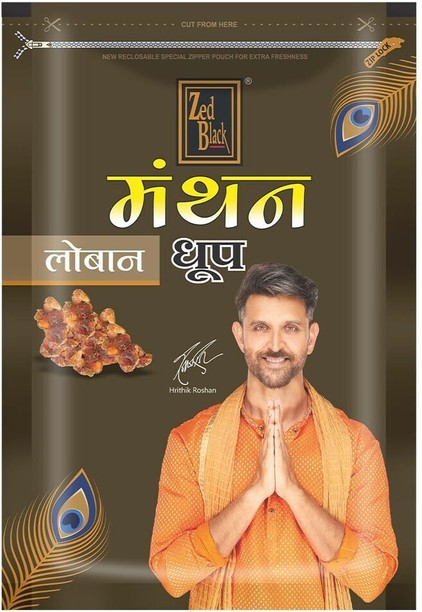 CUT FROM HERE
NEW RECLOSABLE SPECIAL ZIPPER POUCH FOR EXTRA FRESHNESS
ZIP LOCK
Zed
Black
®
मंथन
लोबान धूप
Hrithik Roshan